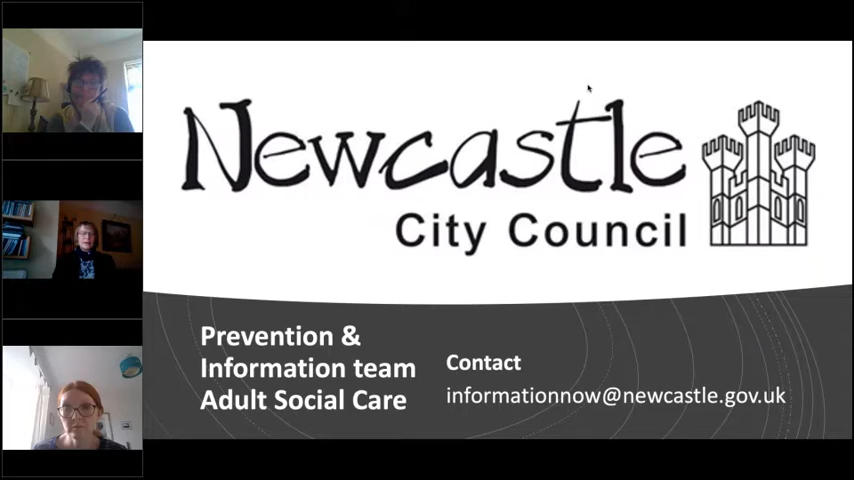 Newcastle
City Council
Prevention &
Information team
Adult Social Care
Contact
informationnow@newcastle.gov.uk